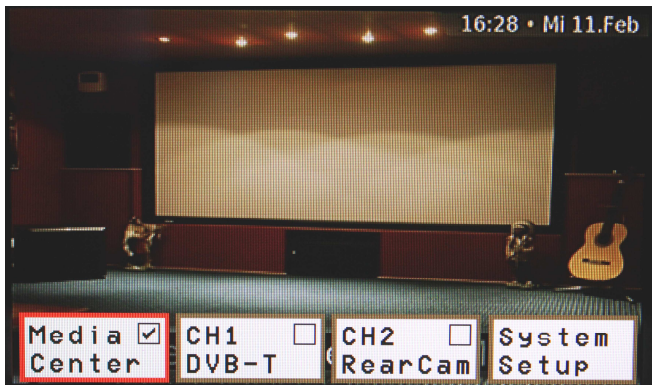 16:28 • Mi 11.Feb
Media
Center
CH1
DVB-T
CH2
RearCam
System
Setup